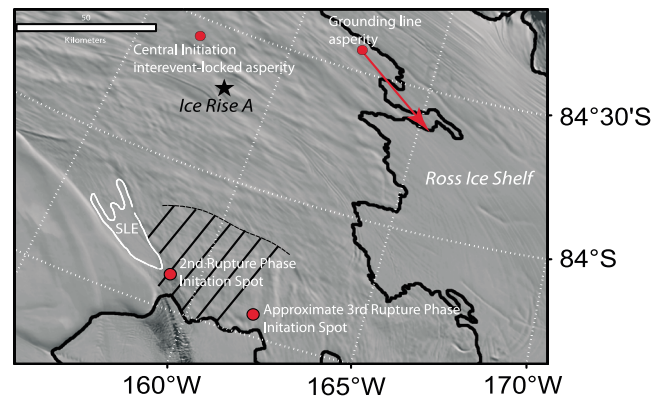 50
Kilometers
Grounding line
asperity
Central Initiation
interevent-locked asperity
Ice Rise A
84°30'S
Ross Ice Shelf
SLE
84°S
2nd Rupture Phase
Initation Spot
Approximate 3rd Rupture Phase
Initation Spot
160°W
165°W
170°W